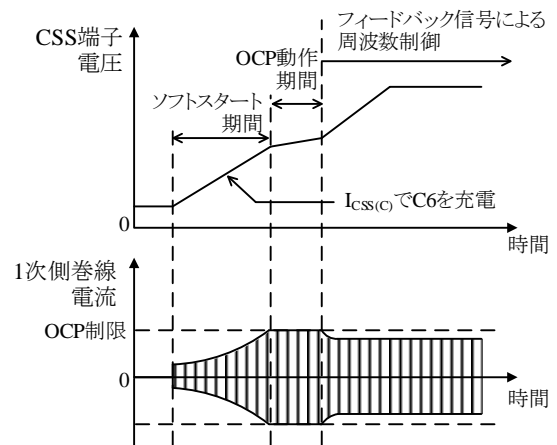 フィードバック信号による
周波数制御
CSS端子
電圧
OCP動作
期間
ソフトスタート
期間
ICSS(C)でC6を充電
0
時間
1次側巻線
電流
OCP制限
0
時間